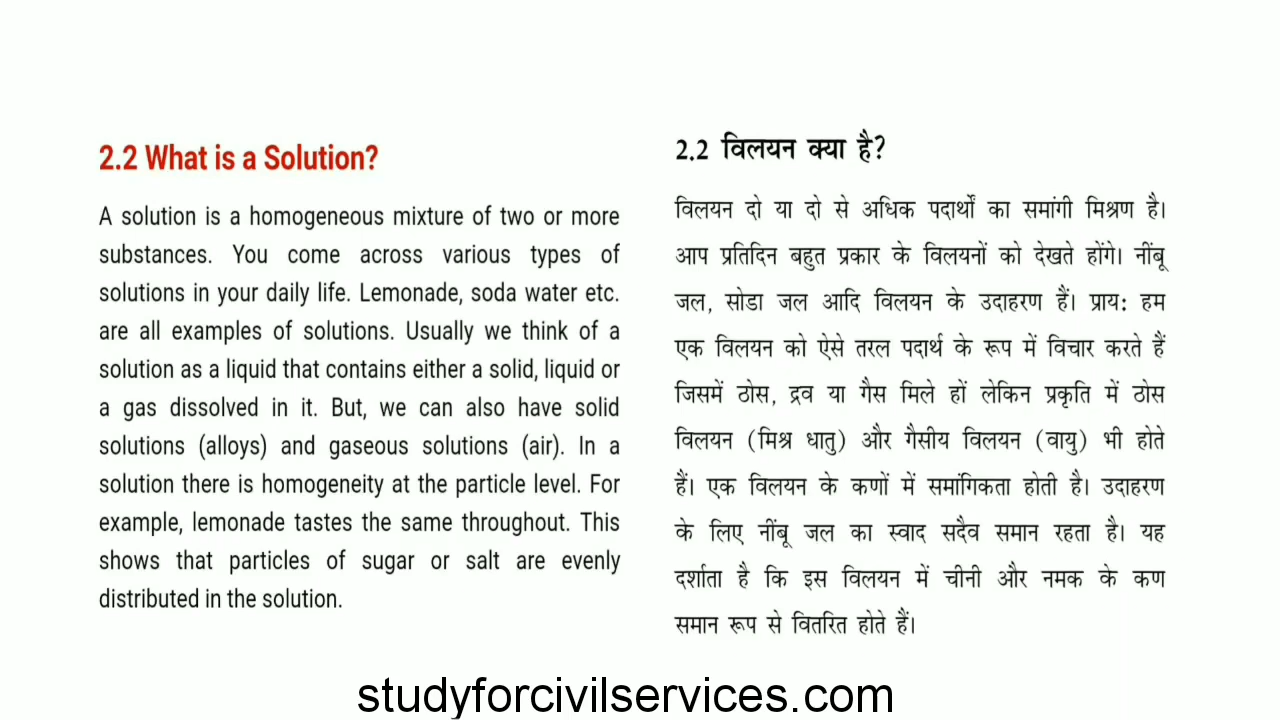 2.2 What is a Solution?
A solution is a homogeneous mixture of two or more
substances. You come across various types of
solutions in your daily life. Lemonade, soda water etc.
are all examples of solutions. Usually we think of a
solution as a liquid that contains either a solid, liquid or
a gas dissolved in it. But, we can also have solid
solutions (alloys) and gaseous solutions (air). In a
solution there is homogeneity at the particle level. For
example, lemonade tastes the same throughout. This
shows that particles of sugar or salt are evenly
distributed in the solution.
2.2 विलयन क्या है?
विलयन दो या दो से अधिक पदार्थों का समांगी मिश्रण है।
आप प्रतिदिन बहुत प्रकार के विलयनों को देखते होंगे। नींबू
जल, सोडा जल आदि विलयन के उदाहरण हैं। प्राय: हम
एक विलयन को ऐसे तरल पदार्थ के रूप में विचार करते हैं
जिसमें ठोस, द्रव या गैस मिले हों लेकिन प्रकृति में ठोस
विलयन (मिश्र धातु) और गैसीय विलयन (वायु) भी होते
हैं। एक विलयन के कणों में समांगिकता होती है। उदाहरण
के लिए नींबू जल का स्वाद सदैव समान रहता है। यह
दर्शाता है कि इस विलयन में चीनी और नमक के कण
समान रूप से वितरित होते हैं।
studyforcivilservices.com